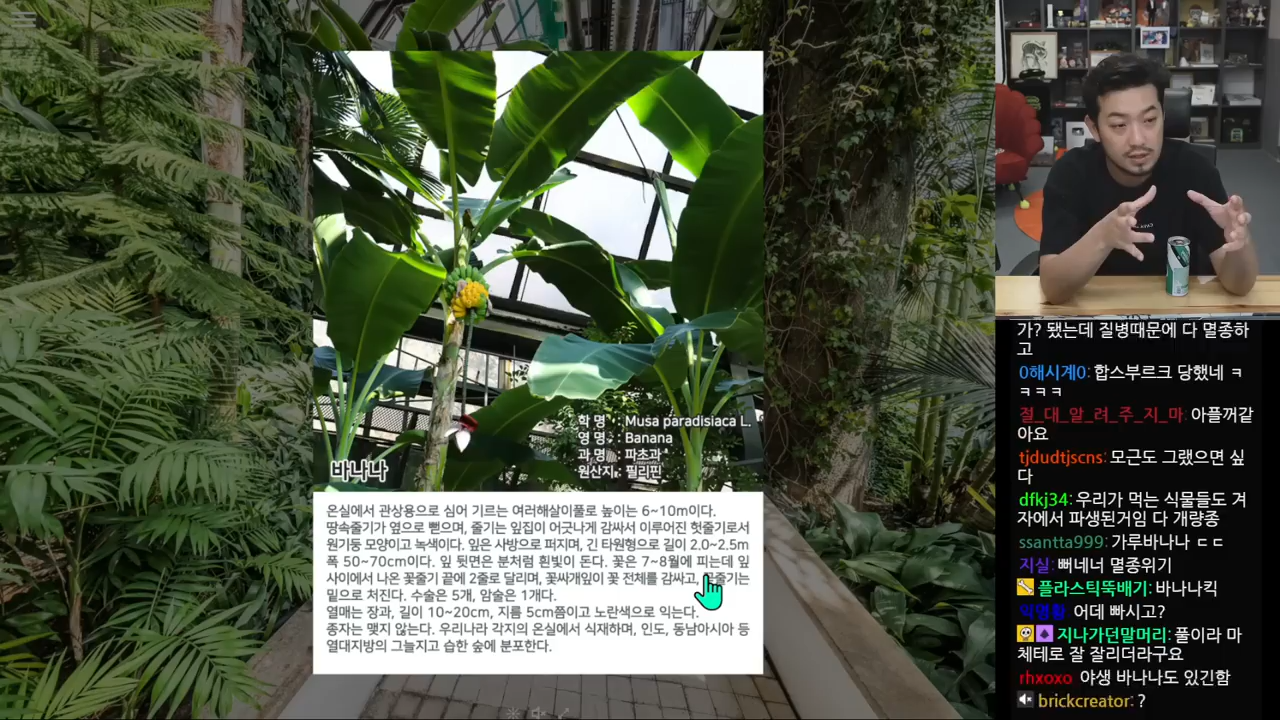 바나나
학 명 : Musa paradisiaca L.
영 명 : Banana
과 명 : 파초과
원산지 : 필리핀
온실에서 관상용으로 심어 기르는 여러해살이풀로 높이는 6~10m이다.
땅속줄기가 옆으로 뻗으며, 줄기는 잎집이 어긋나게 감싸서 이루어진 헛줄기로서
원기둥 모양이고 녹색이다. 잎은 사방으로 퍼지며, 긴 타원형으로 길이 2.0~2.5m
폭 50~70cm이다. 잎 뒷면은 분처럼 흰빛이 돈다. 꽃은 7~8월에 피는데 잎
사이에서 나온 꽃줄기 끝에 2줄로 달리며, 꽃싸개잎이 꽃 전체를 감싸고,
밑으로 처진다. 수술은 5개, 암술은 1개다.
열매는 장과, 길이 10~20cm, 지름 5cm쯤이고 노란색으로 익는다.
종자는 맺지 않는다. 우리나라 각지의 온실에서 식재하며, 인도, 동남아시아 등
열대지방의 그늘지고 습한 숲에 분포한다.
가? 됐는데 질병때문에 다 멸종하
고
0해시계0: 합스부르크 당했네 ㅋ
ㅋㅋㅋㅋ
절_대_알_려_주_지_마: 아플꺼같
아요
tjdudtjscns: 모근도 그랬으면 싶
다
dfkj34: 우리가 먹는 식물들도 겨
자에서 파생된거임 다 개량종
ssantta999: 가루바나나 ㄷㄷ
지실: 뻐네너 멸종위기
플라스틱뚝배기: 바나나킥
어데 빠시고?
지나가던말머리: 풀이라 마
체테로 잘 잘리더라구요
rhxoxo: 야생 바나나도 있긴함
brickcreator: ?